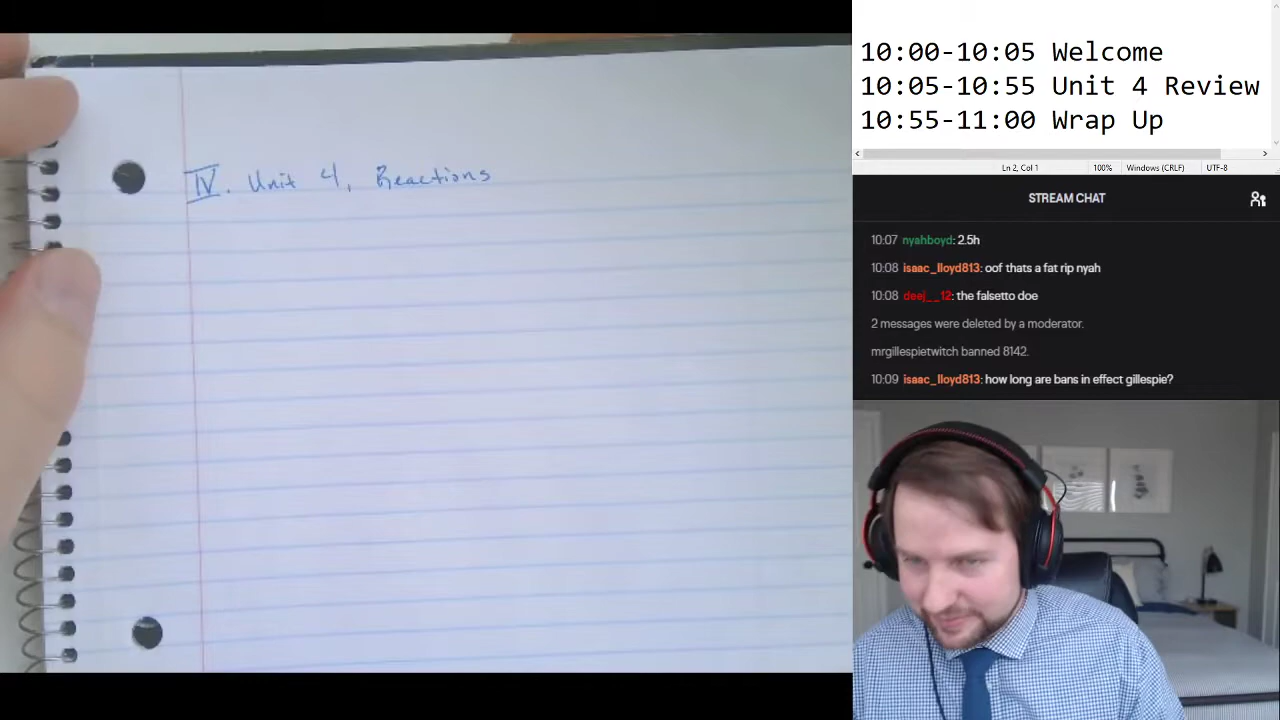 IV. Unit 4, Reactions
10:00-10:05 Welcome
10:05-10:55 Unit 4 Review
10:55-11:00 Wrap Up
Ln 2, Col 1 100% Windows (CRLF) UTF-8
STREAM CHAT
10:07 nyahboyd: 2.5h
10:08 isaac_lloyd813: oof thats a fat rip nyah
10:08 deej__12: the falsetto doe
2 messages were deleted by a moderator.
mrgillespietwitch banned 8142.
10:09 isaac_lloyd813: how long are bans in effect gillespie?